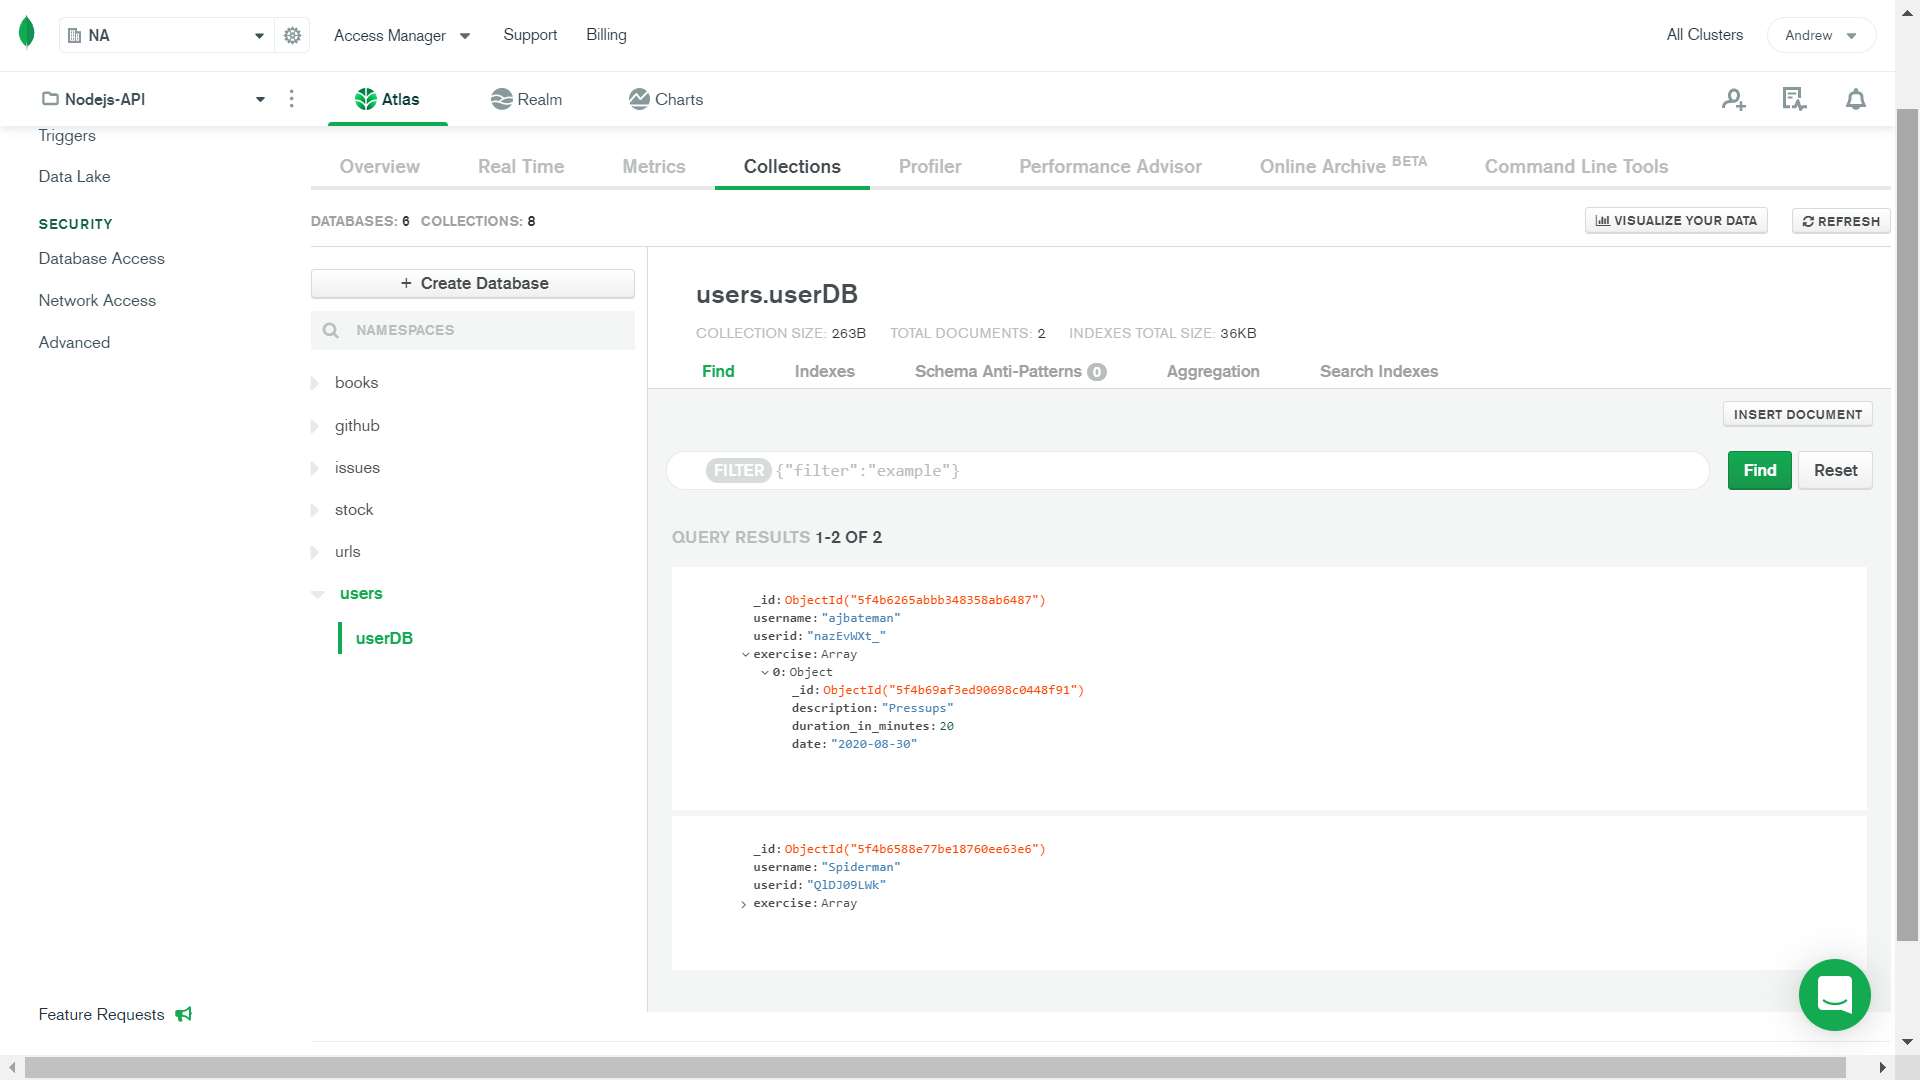 NA
Access Manager
Support
Billing
All Clusters
Andrew
Nodejs-API
Atlas
Realm
Charts
Triggers
Data Lake
SECURITY
Database Access
Network Access
Advanced
Feature Requests
Overview
Real Time
Metrics
Collections
Profiler
Performance Advisor
Online Archive BETA
Command Line Tools
DATABASES: 6 COLLECTIONS: 8
VISUALIZE YOUR DATA
REFRESH
+ Create Database
NAMESPACES
books
github
issues
stock
urls
users
userDB
users.userDB
COLLECTION SIZE: 263B TOTAL DOCUMENTS: 2 INDEXES TOTAL SIZE: 36KB
Find
Indexes
Schema Anti-Patterns 0
Aggregation
Search Indexes
INSERT DOCUMENT
FILTER {"filter":"example"}
Find
Reset
QUERY RESULTS 1-2 OF 2
_id: ObjectId("5f4b6265abbb348358ab6487")
username: "ajbateman"
userid: "nazEvWXt_"
exercise: Array
0: Object
_id: ObjectId("5f4b69af3ed90698c0448f91")
description: "Pressups"
duration_in_minutes: 20
date: "2020-08-30"
_id: ObjectId("5f4b6588e77be18760ee63e6")
username: "Spiderman"
userid: "QlDJ09LWk"
exercise: Array